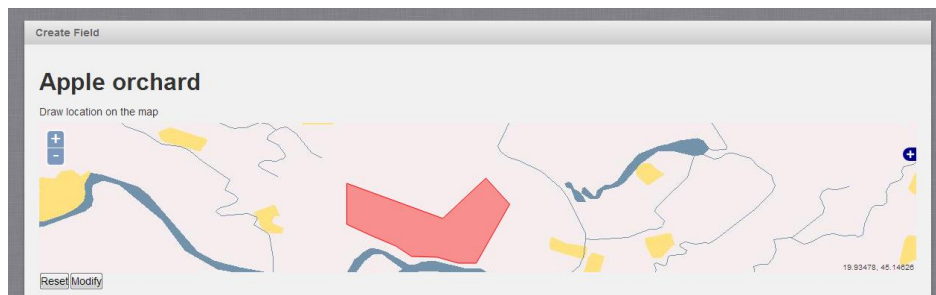 Create Field
Apple orchard
Draw location on the map
+
-
+
19.93478, 45.14626
Reset Modify